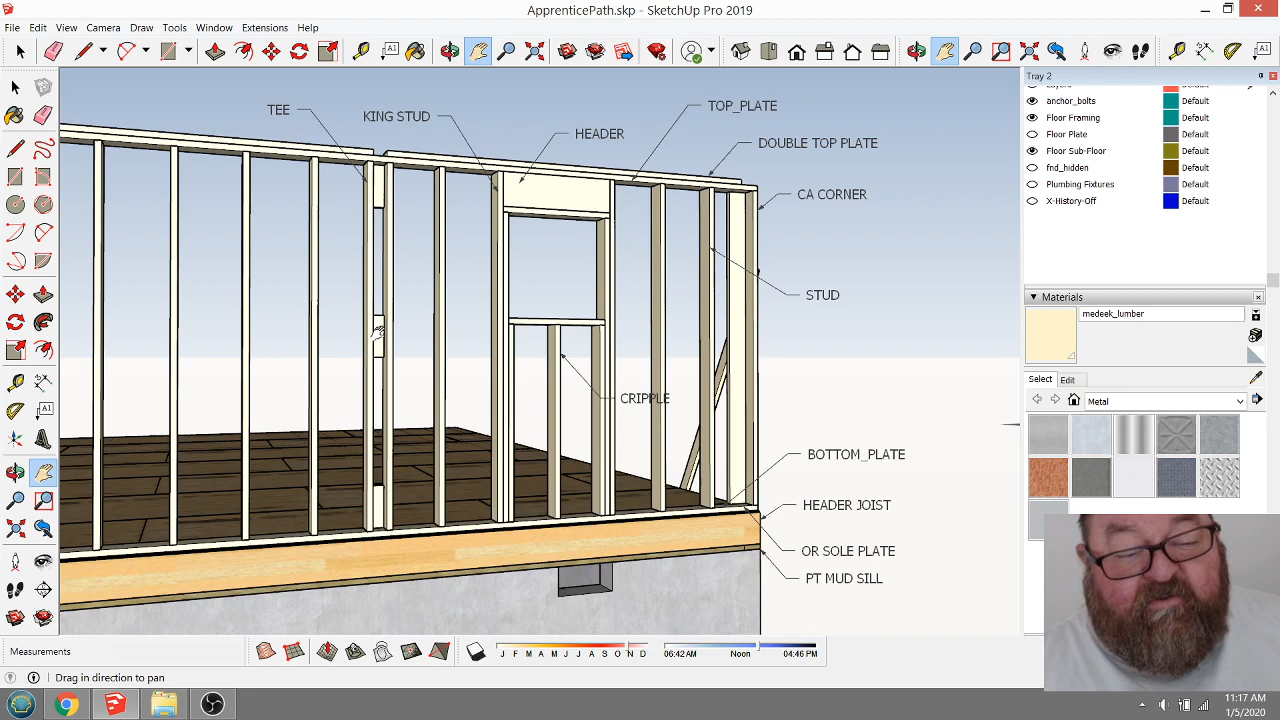 ApprenticePath.skp - SketchUp Pro 2019
File Edit View Camera Draw Tools Window Extensions Help
Tray 2
anchor_bolts Default
Floor Framing Default
Floor Plate Default
Floor Sub-Floor Default
fnd_hidden Default
Plumbing Fixtures Default
X-History-Off Default
Materials
medeek_lumber
Select Edit
Metal
TEE
KING STUD
HEADER
TOP_PLATE
DOUBLE TOP PLATE
CA CORNER
STUD
CRIPPLE
BOTTOM_PLATE
HEADER JOIST
OR SOLE PLATE
PT MUD SILL
Measurements
J F M A M J J A S O N D
06:42 AM Noon 04:46 PM
Drag in direction to pan
11:17 AM
1/5/2020